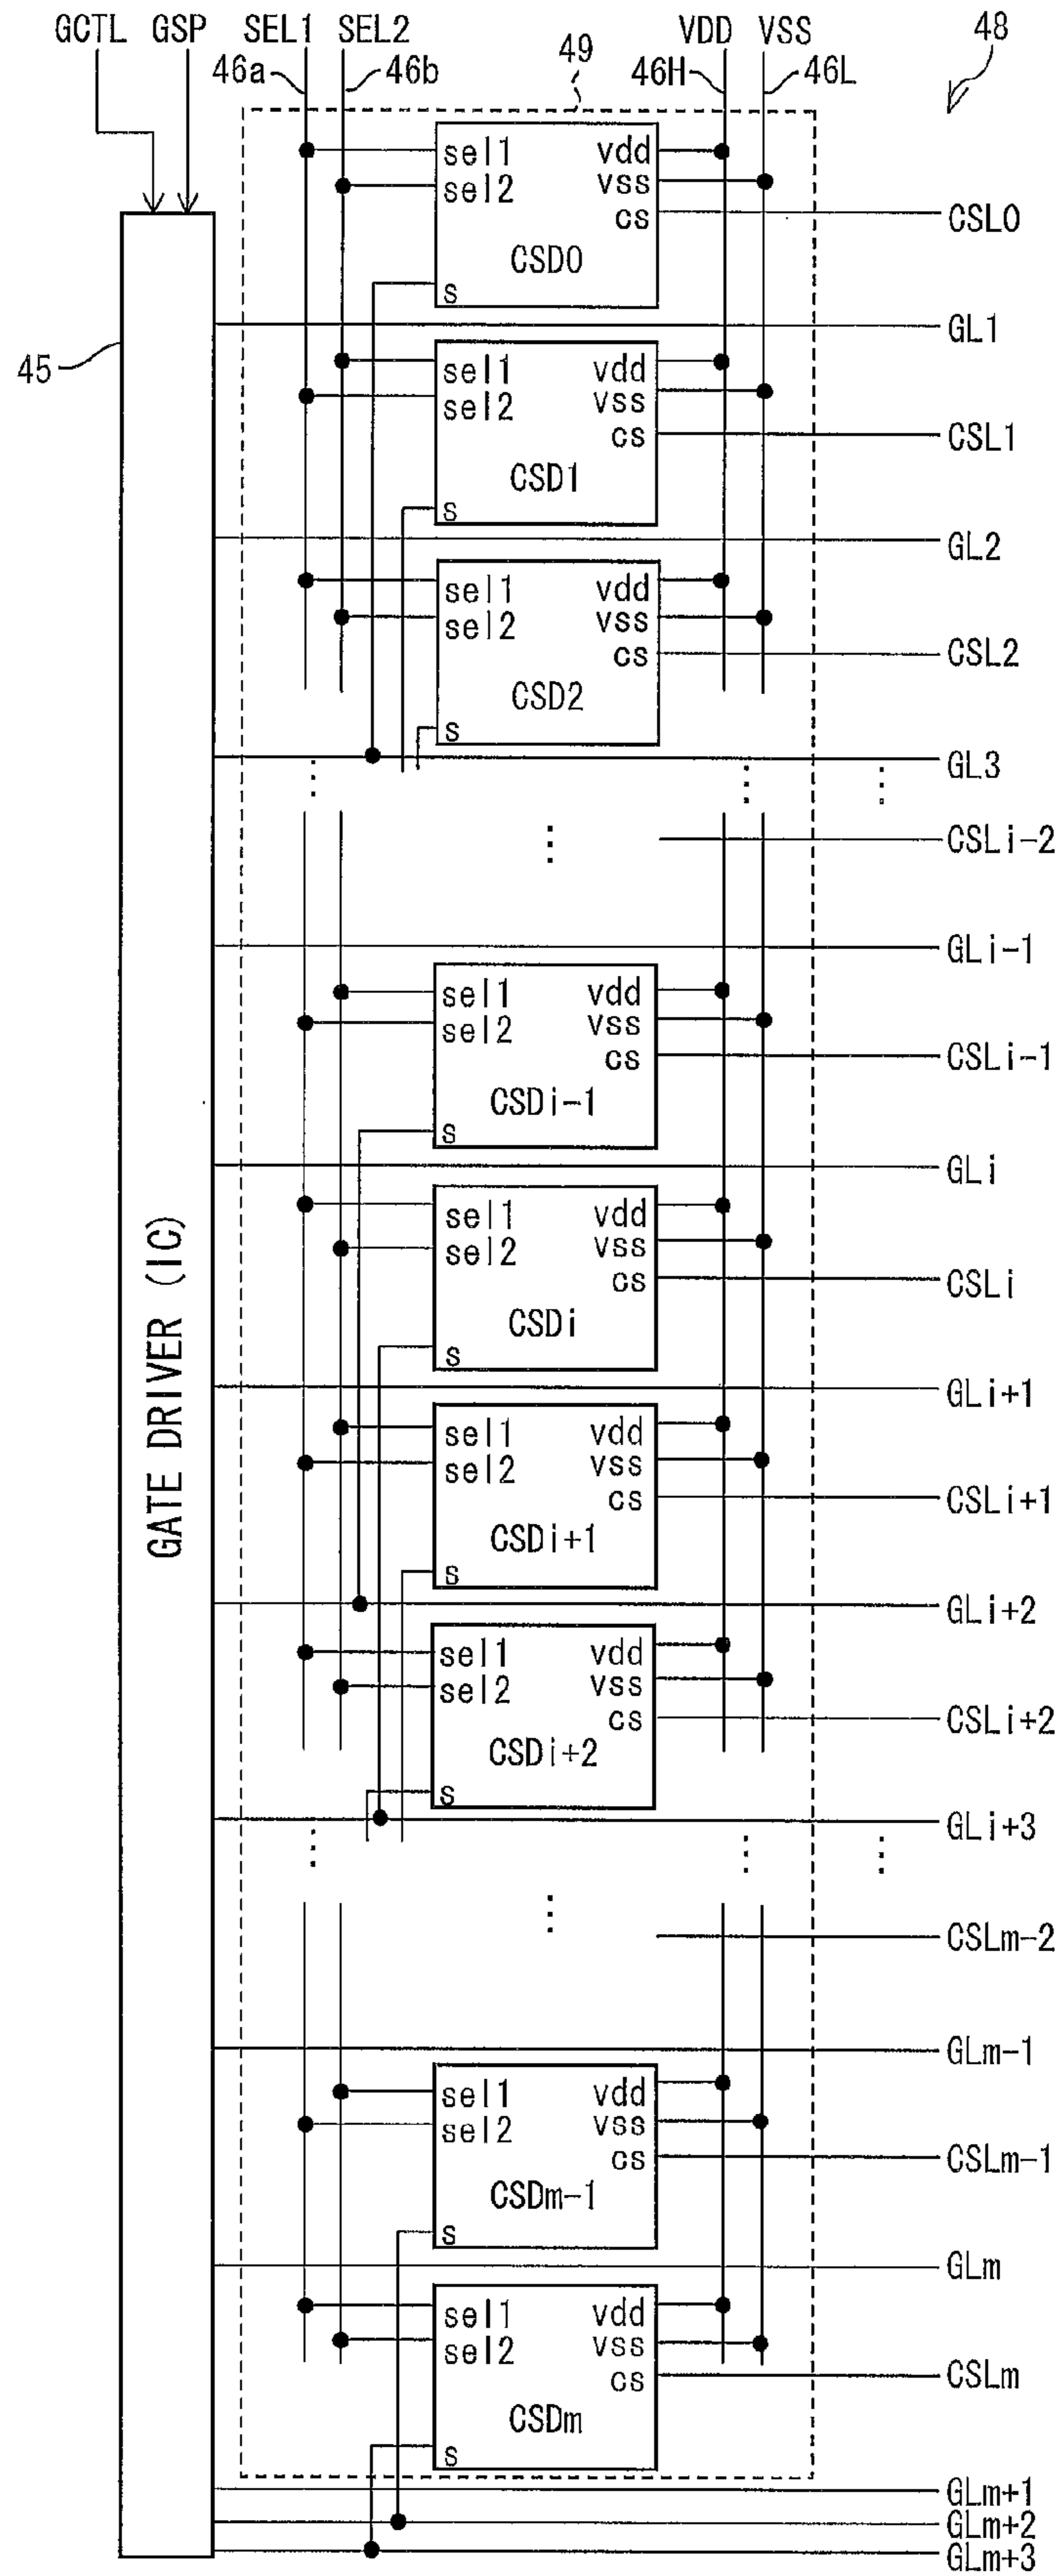 GCTL GSP SEL1 SEL2 VDD VSS 48
46a 46b 49 46H 46L
sel1 vdd
sel2 vss
cs CSL0
CSD0
s
GL1
45
sel1 vdd
sel2 vss
cs CSL1
CSD1
s
GL2
sel1 vdd
sel2 vss
cs CSL2
CSD2
s
GL3
CSLi-2
GLi-1
sel1 vdd
sel2 vss
cs CSLi-1
CSDi-1
s
GLi
sel1 vdd
sel2 vss
cs CSLi
CSDi
s
GLi+1
GATE DRIVER (IC)
sel1 vdd
sel2 vss
cs CSLi+1
CSDi+1
s
GLi+2
sel1 vdd
sel2 vss
cs CSLi+2
CSDi+2
s
GLi+3
CSLm-2
GLm-1
sel1 vdd
sel2 vss
cs CSLm-1
CSDm-1
s
GLm
sel1 vdd
sel2 vss
cs CSLm
CSDm
s
GLm+1
GLm+2
GLm+3